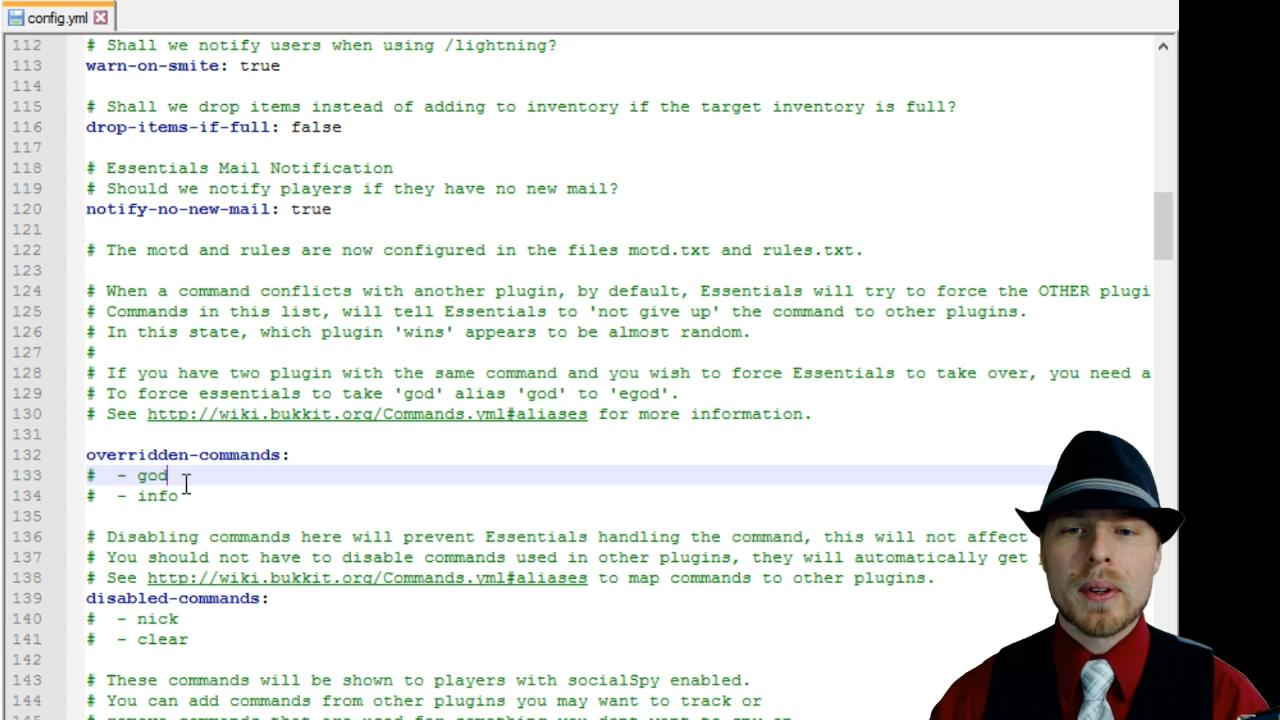 config.yml
112 # Shall we notify users when using /lightning?
113 warn-on-smite: true
114
115 # Shall we drop items instead of adding to inventory if the target inventory is full?
116 drop-items-if-full: false
117
118 # Essentials Mail Notification
119 # Should we notify players if they have no new mail?
120 notify-no-new-mail: true
121
122 # The motd and rules are now configured in the files motd.txt and rules.txt.
123
124 # When a command conflicts with another plugin, by default, Essentials will try to force the OTHER plugi
125 # Commands in this list, will tell Essentials to 'not give up' the command to other plugins.
126 # In this state, which plugin 'wins' appears to be almost random.
127 #
128 # If you have two plugin with the same command and you wish to force Essentials to take over, you need a
129 # To force essentials to take 'god' alias 'god' to 'egod'.
130 # See http://wiki.bukkit.org/Commands.yml#aliases for more information.
131
132 overridden-commands:
133 #  - god
134 #  - info
135
136 # Disabling commands here will prevent Essentials handling the command, this will not affect
137 # You should not have to disable commands used in other plugins, they will automatically get
138 # See http://wiki.bukkit.org/Commands.yml#aliases to map commands to other plugins.
139 disabled-commands:
140 #  - nick
141 #  - clear
142
143 # These commands will be shown to players with socialSpy enabled.
144 # You can add commands from other plugins you may want to track or